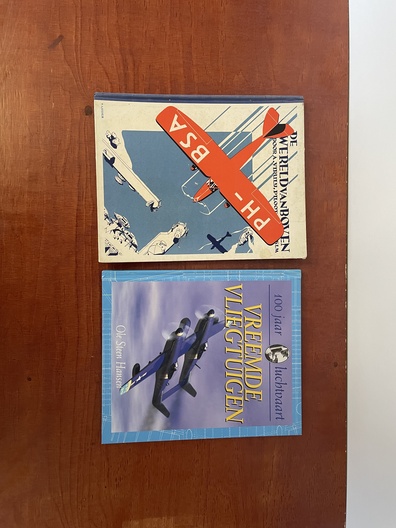 DE
WERELD VAN BOVEN
PH-BSA
100 jaar luchtvaart
VREEMDE
VLIEGTUIGEN
Ole Steen Hansen